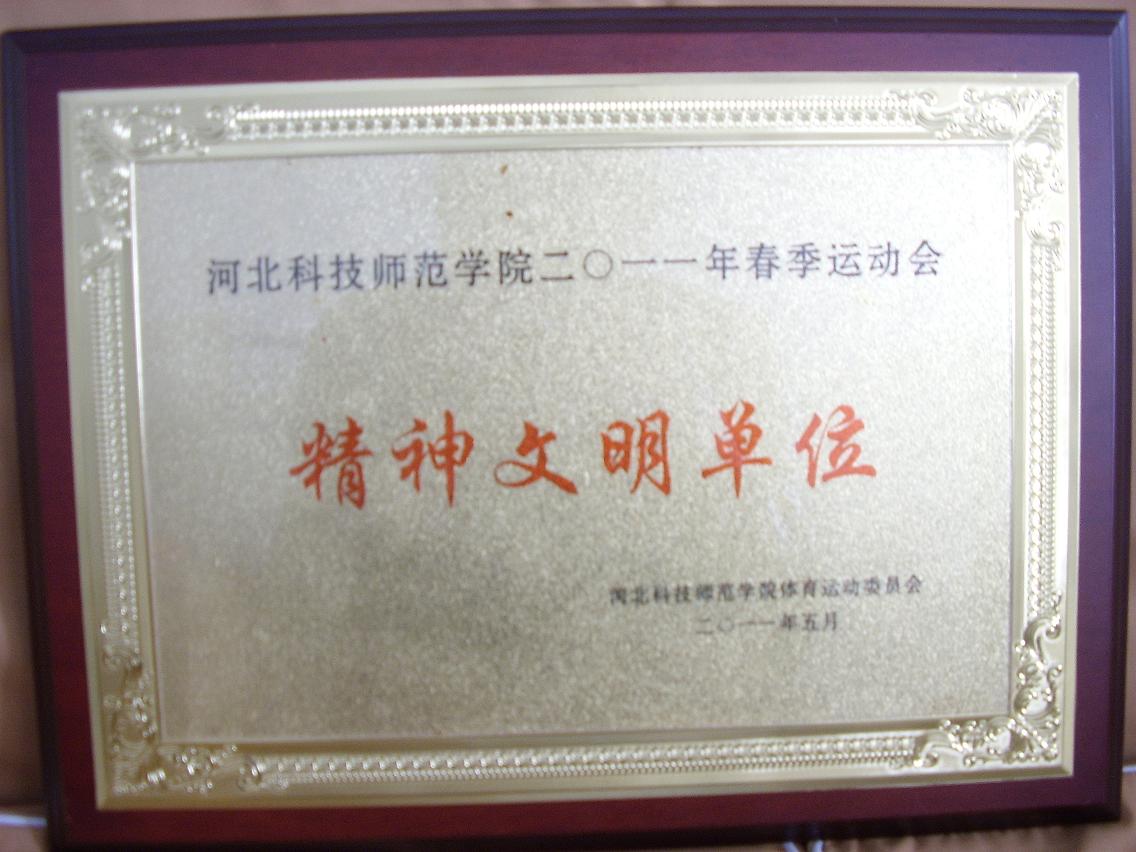 河北科技师范学院二〇一一年春季运动会
精神文明单位
河北科技师范学院体育运动委员会
二〇一一年五月